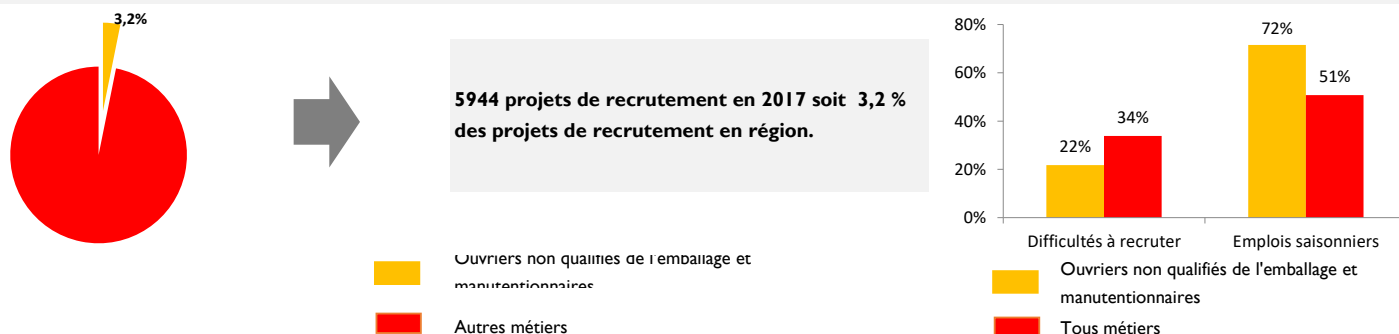 3,2%
5944 projets de recrutement en 2017 soit 3,2 %
des projets de recrutement en région.
Ouvriers non qualifiés de l'emballage et
manutentionnaires
Autres métiers
80%
60%
40%
20%
0%
22%
34%
72%
51%
Difficultés à recruter
Emplois saisonniers
Ouvriers non qualifiés de l'emballage et
manutentionnaires
Tous métiers